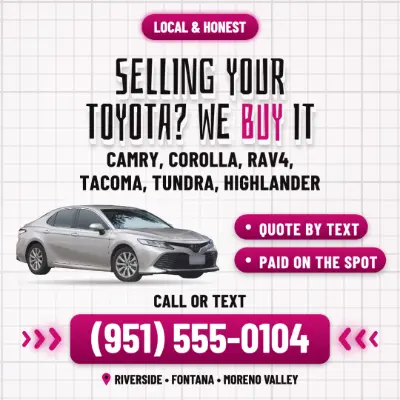 LOCAL & HONEST
SELLING YOUR
TOYOTA? WE BUY IT
CAMRY, COROLLA, RAV4,
TACOMA, TUNDRA, HIGHLANDER
• QUOTE BY TEXT
• PAID ON THE SPOT
CALL OR TEXT
(951) 555-0104
RIVERSIDE • FONTANA • MORENO VALLEY